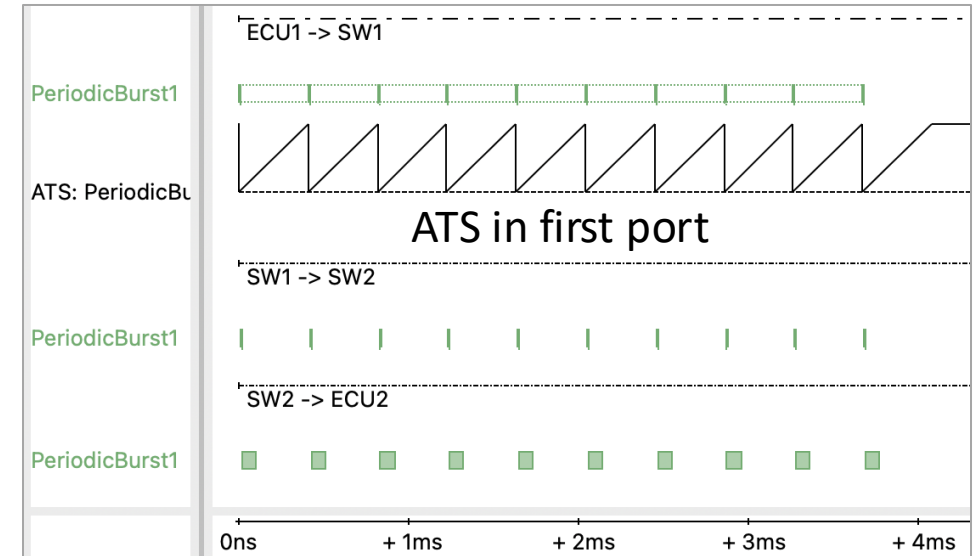 ECU1 -> SW1
PeriodicBurst1
ATS: PeriodicBu
ATS in first port
SW1 -> SW2
PeriodicBurst1
SW2 -> ECU2
PeriodicBurst1
0ns + 1ms + 2ms + 3ms + 4ms